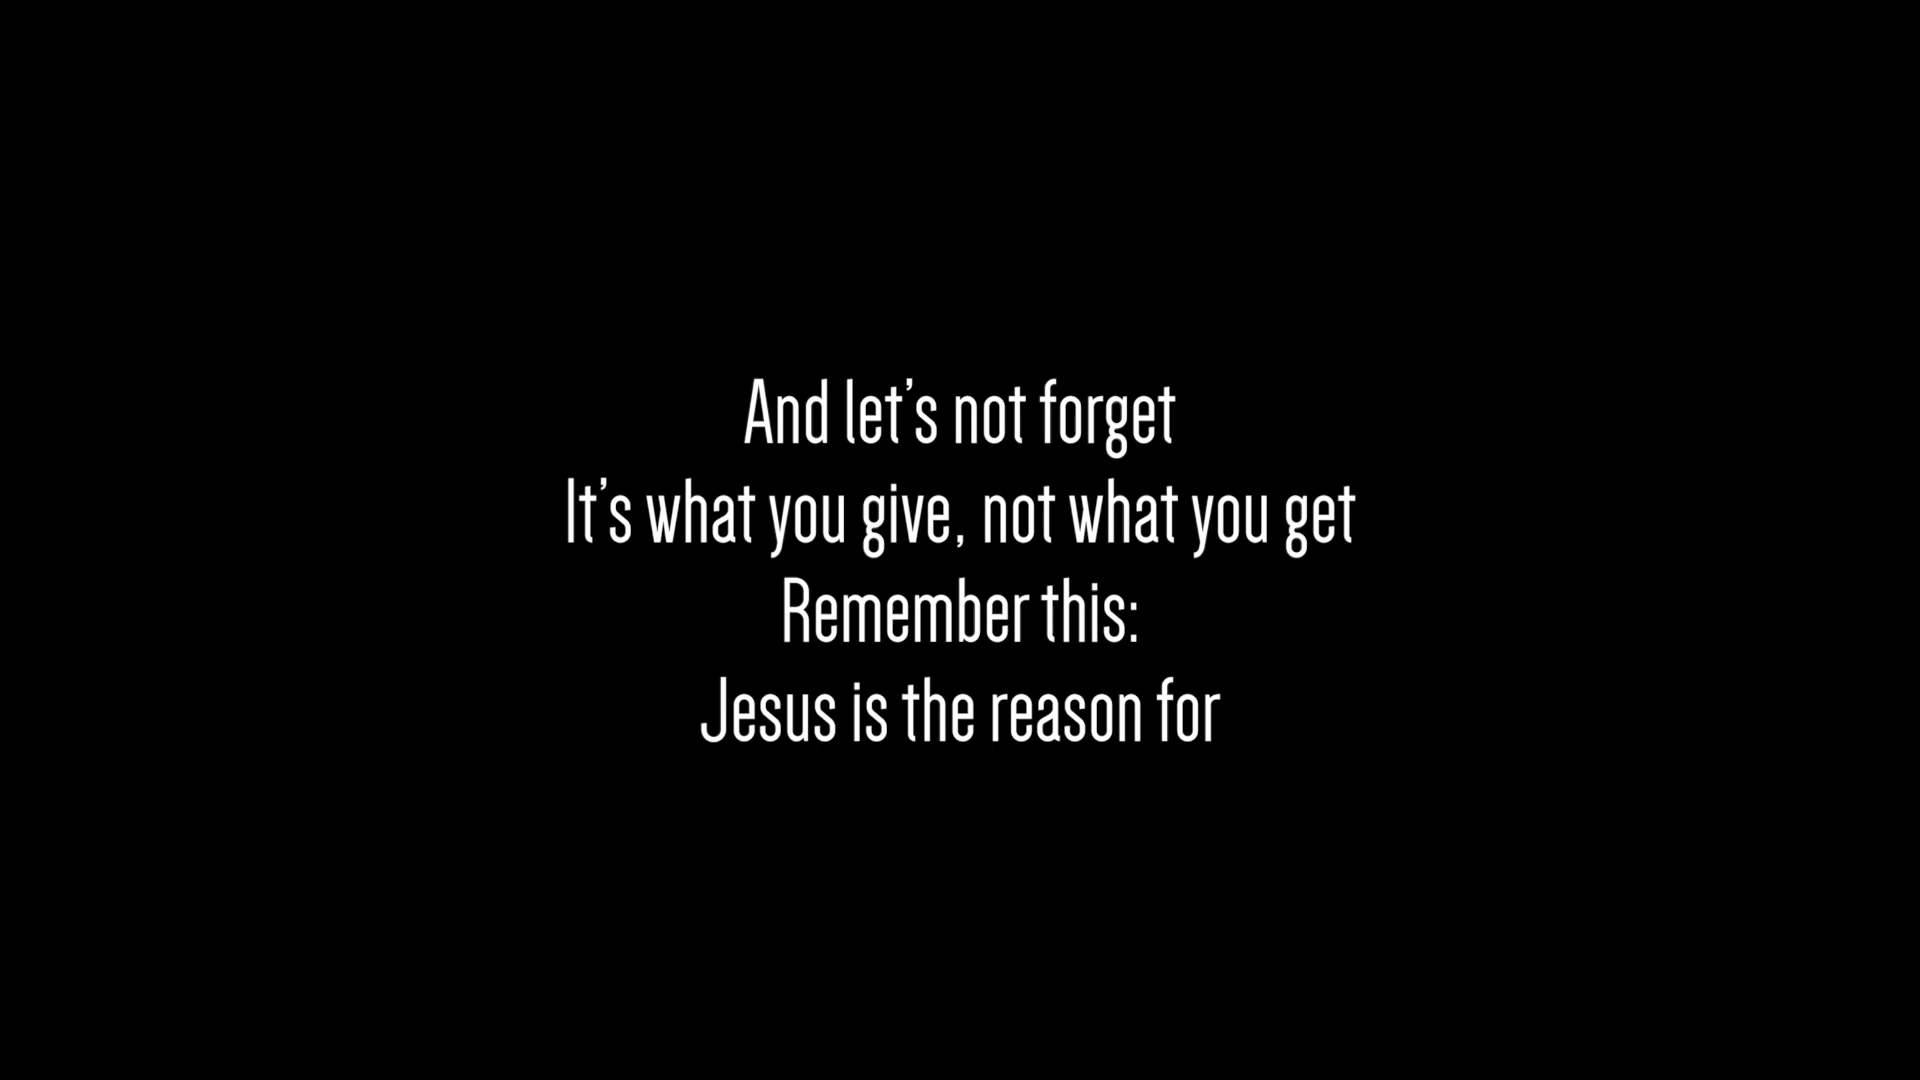 And let’s not forget
It’s what you give, not what you get
Remember this:
Jesus is the reason for